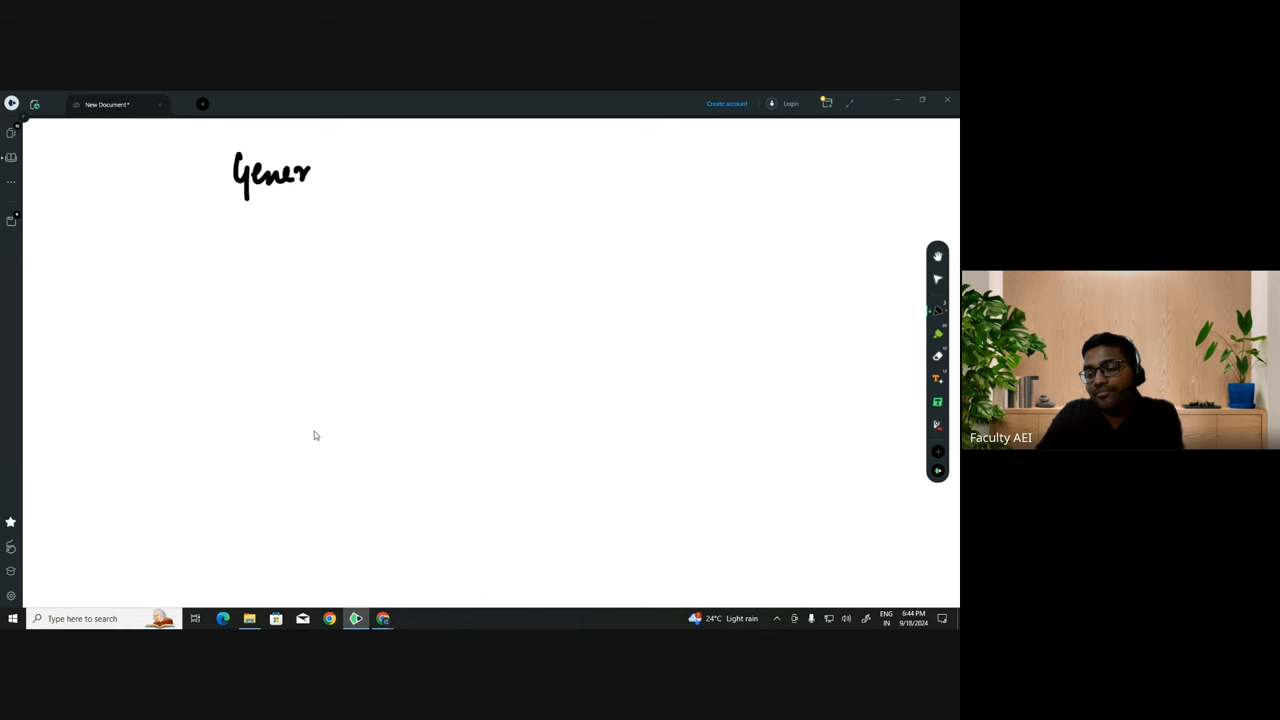 New Document*
Create account
Login
Gener
3
Faculty AEI
Type here to search
24°C Light rain
ENG
IN
6:44 PM
9/18/2024